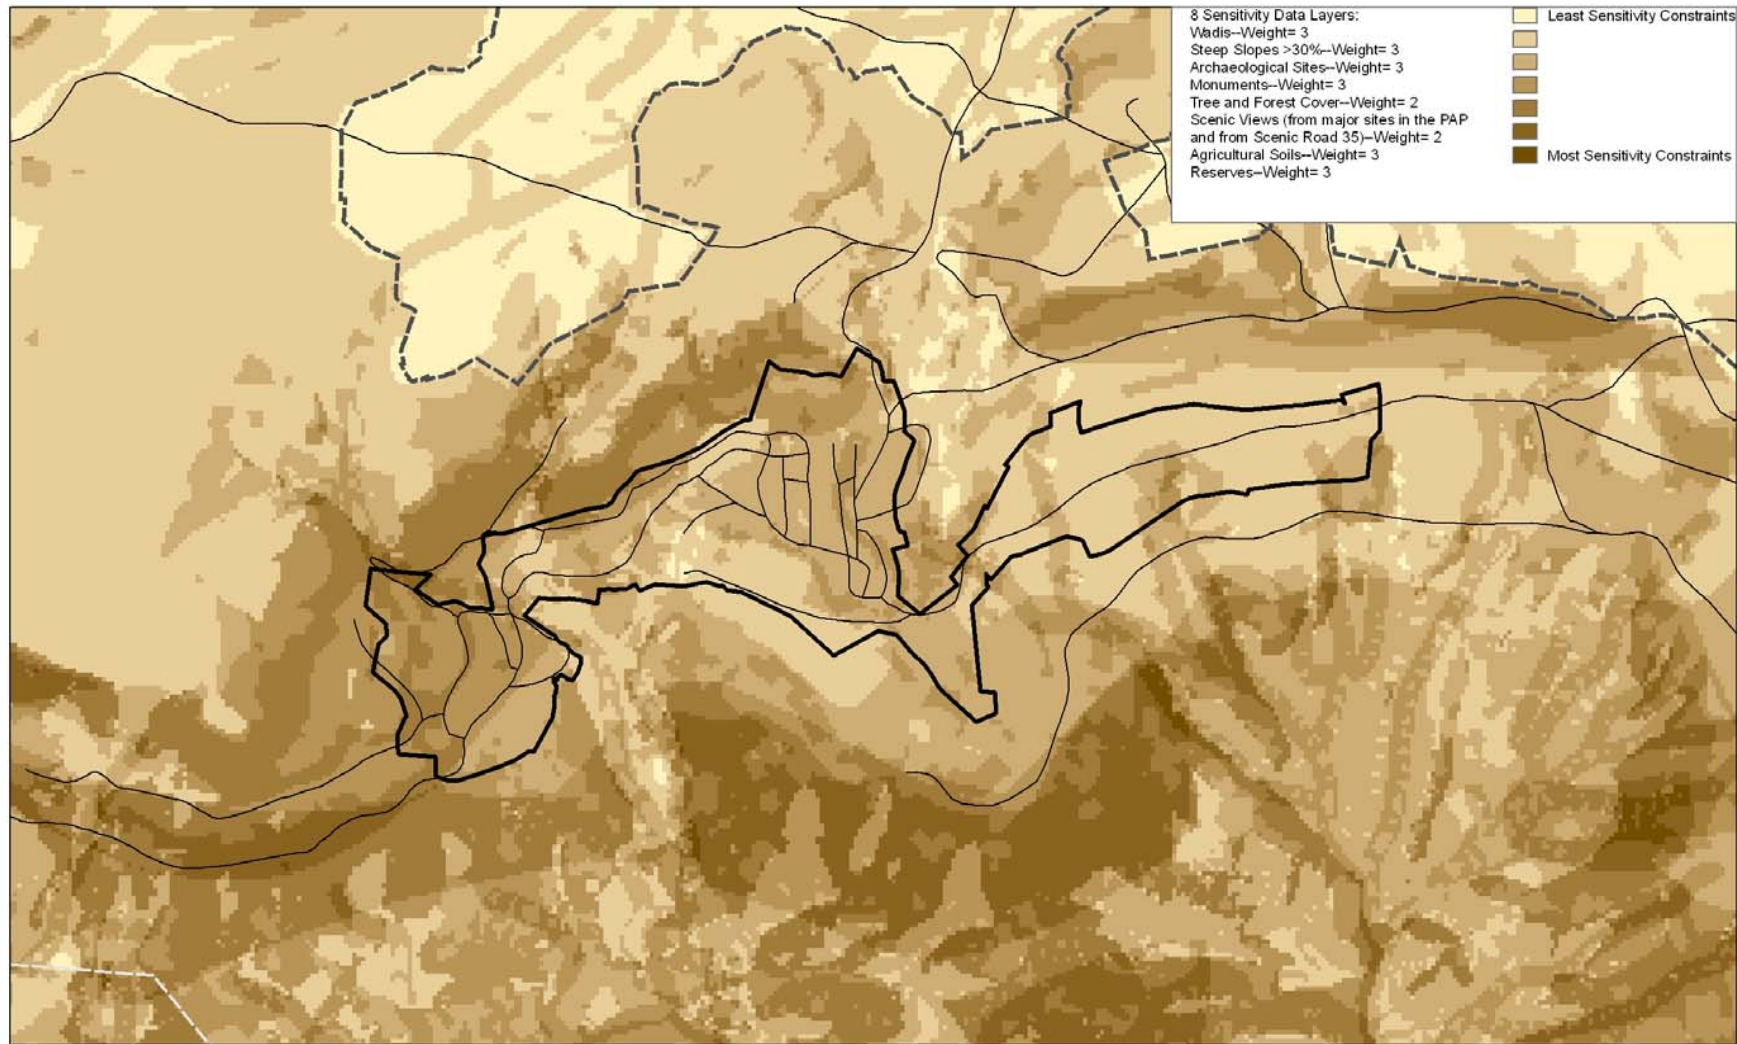 8 Sensitivity Data Layers:
Wadis--Weight= 3
Steep Slopes >30%--Weight= 3
Archaeological Sites--Weight= 3
Monuments--Weight= 3
Tree and Forest Cover--Weight= 2
Scenic Views (from major sites in the PAP
and from Scenic Road 35)--Weight= 2
Agricultural Soils--Weight= 3
Reserves--Weight= 3
Least Sensitivity Constraints
Most Sensitivity Constraints